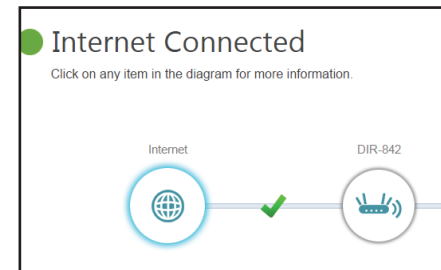 Internet Connected
Click on any item in the diagram for more information.
Internet
DIR-842